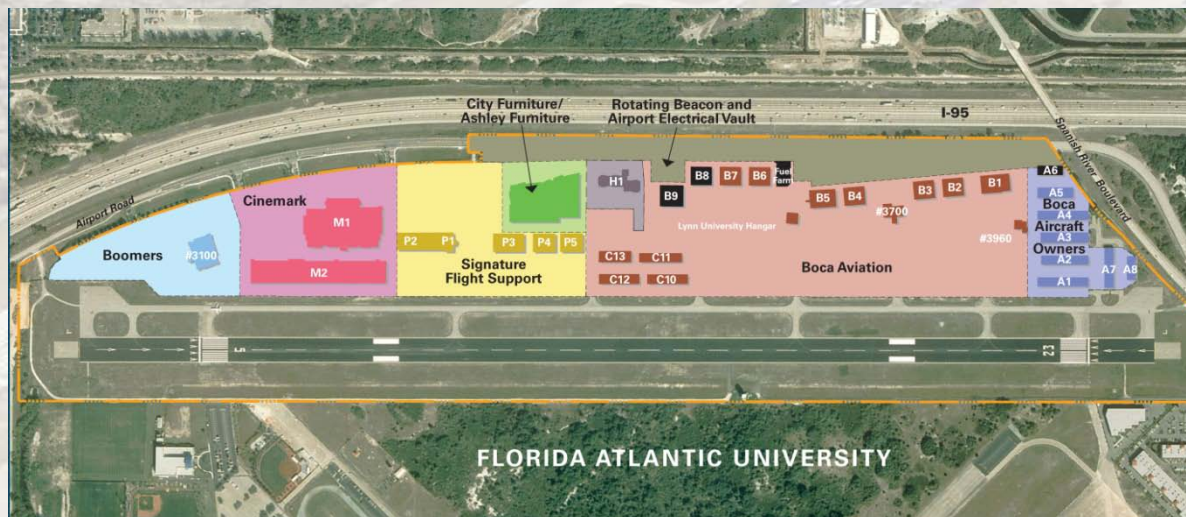 City Furniture/
Ashley Furniture
Rotating Beacon and
Airport Electrical Vault
I-95
Spanish River Boulevard
Airport Road
Cinemark
M1
M2
Boomers
#3100
P2
P1
P3
P4
P5
Signature
Flight Support
H1
B9
B8
B7
B6
Fuel
Farm
B5
B4
#3700
B3
B2
B1
#3960
Lynn University Hangar
C13
C11
C12
C10
Boca Aviation
A6
A5
Boca
A4
Aircraft
A3
Owners
A2
A7
A8
A1
5
23
FLORIDA ATLANTIC UNIVERSITY